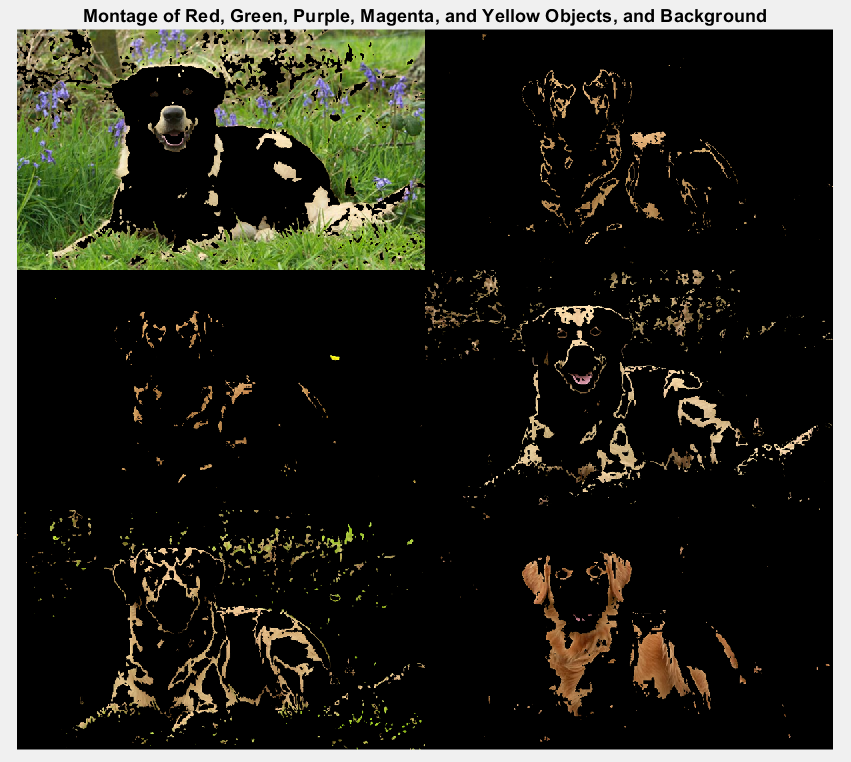 Montage of Red, Green, Purple, Magenta, and Yellow Objects, and Background